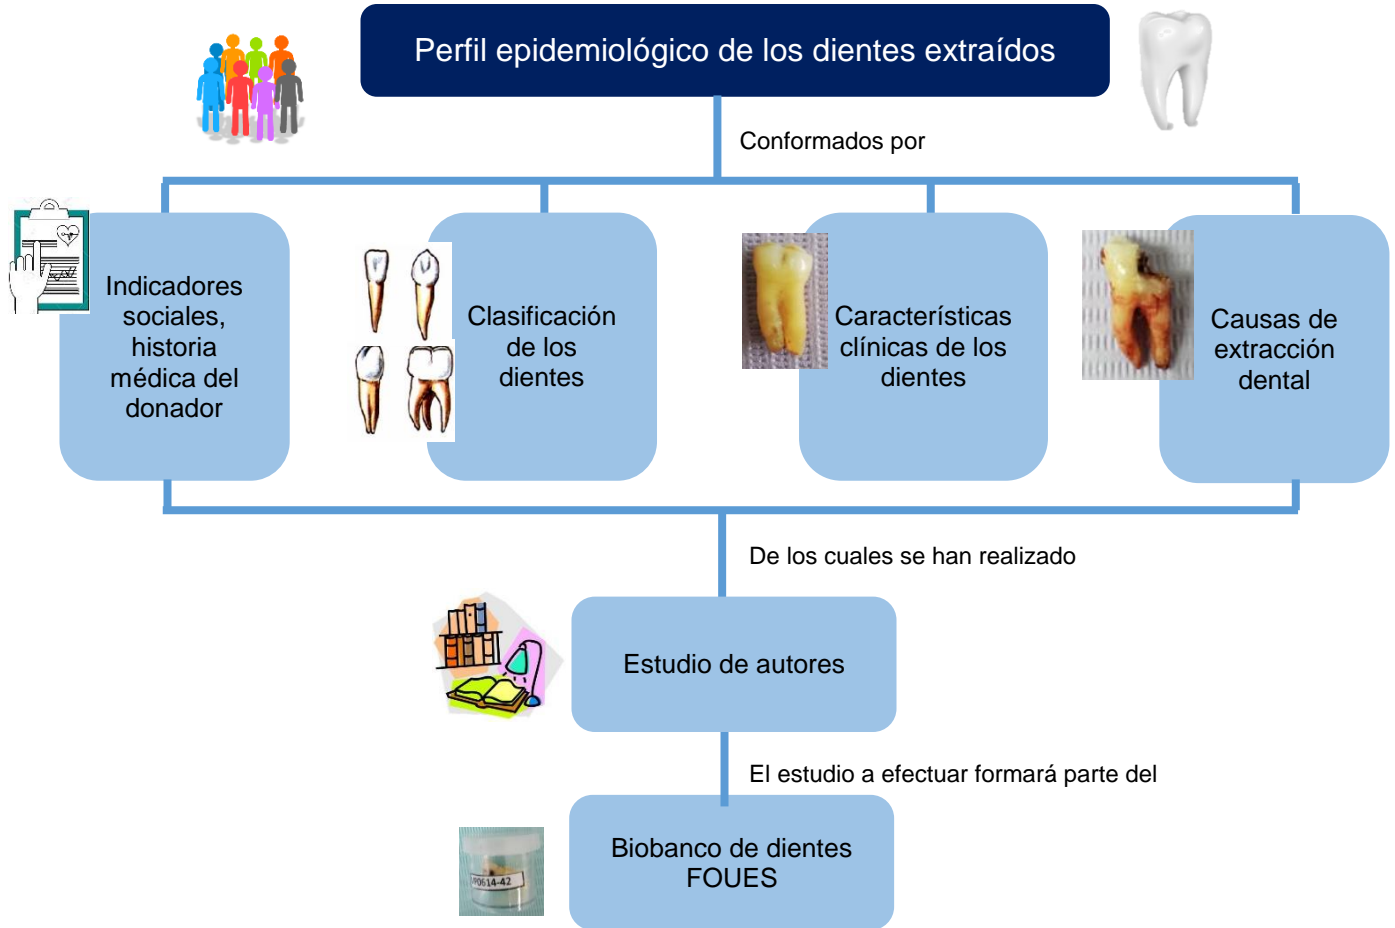 Perfil epidemiológico de los dientes extraídos
Conformados por
Indicadores
sociales,
historia
médica del
donador
Clasificación
de los
dientes
Características
clínicas de los
dientes
Causas de
extracción
dental
De los cuales se han realizado
Estudio de autores
El estudio a efectuar formará parte del
Biobanco de dientes
FOUES